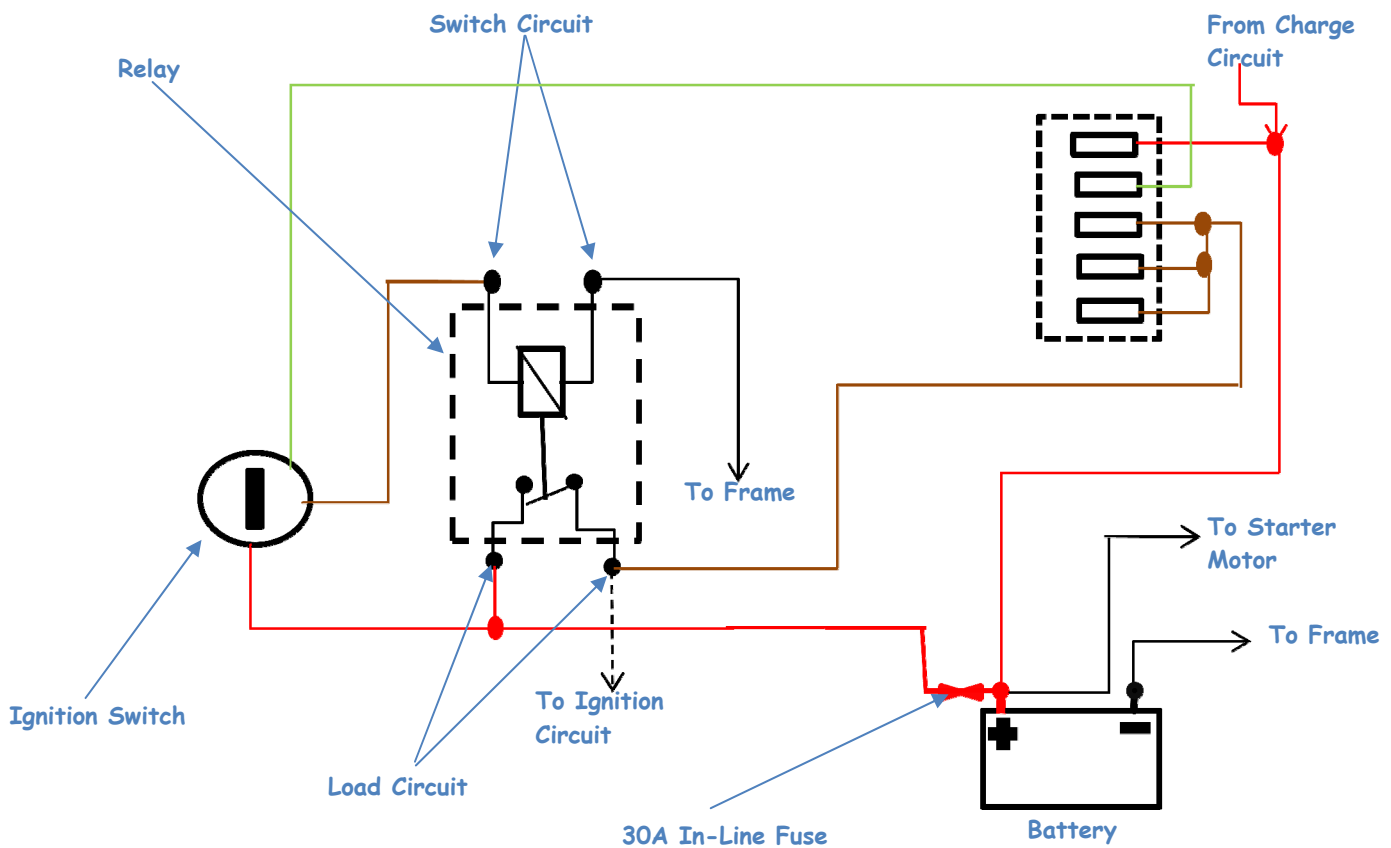 Switch Circuit
From Charge
Circuit
Relay
To Frame
To Starter
Motor
To Frame
To Ignition
Circuit
Ignition Switch
Load Circuit
30A In-Line Fuse
Battery